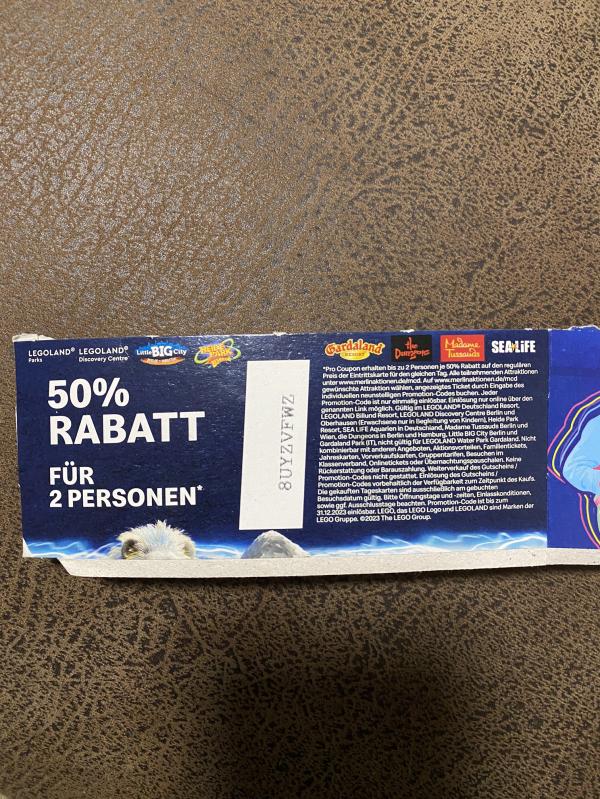 LEGOLAND® LEGOLAND®
Parks Discovery Centre
Little BIG City
HEIDE PARK
Gardaland
RESORT
the Dungeons
Madame Tussauds
SEA LiFE
50%
RABATT
FÜR
2 PERSONEN*
8UYZVFWZ
*Pro Coupon erhalten bis zu 2 Personen je 50% Rabatt auf den regulären
Preis der Eintrittskarte für den gleichen Tag. Alle teilnehmenden Attraktionen
unter www.merlinaktionen.de/mcd. Auf www.merlinaktionen.de/mcd
gewünschte Attraktion wählen, angezeigtes Ticket durch Eingabe des
individuellen neunstelligen Promotion-Codes buchen. Jeder
Promotion-Code ist nur einmalig einlösbar. Einlösung nur online über den
genannten Link möglich. Gültig im LEGOLAND® Deutschland Resort,
LEGOLAND Billund Resort, LEGOLAND Discovery Centre Berlin und
Oberhausen (Erwachsene nur in Begleitung von Kindern), Heide Park
Resort, SEA LIFE Aquarien in Deutschland, Madame Tussauds Berlin und
Wien, die Dungeons in Berlin und Hamburg, Little BIG City Berlin und
Gardaland Park (IT), nicht gültig für LEGOLAND Water Park Gardaland. Nicht
kombinierbar mit anderen Angeboten, Aktionsvorteilen, Familientickets,
Jahreskarten, Vorverkaufskarten, Gruppentarifen, Besuchen im
Klassenverband, Onlinetickets oder Übernachtungspauschalen. Keine
Rückerstattung oder Barauszahlung. Weiterverkauf des Gutscheins /
Promotion-Codes nicht gestattet. Einlösung des Gutscheins /
Promotion-Codes vorbehaltlich der Verfügbarkeit zum Zeitpunkt des Kaufs.
Die gekauften Tageskarten sind ausschließlich am gebuchten
Besuchsdatum gültig. Bitte Öffnungstage und -zeiten, Einlasskonditionen,
sowie ggf. Ausschlusstage beachten. Promotion-Code ist bis zum
31.12.2023 einlösbar. LEGO, das LEGO Logo und LEGOLAND sind Marken der
LEGO Gruppe. ©2023 The LEGO Group.